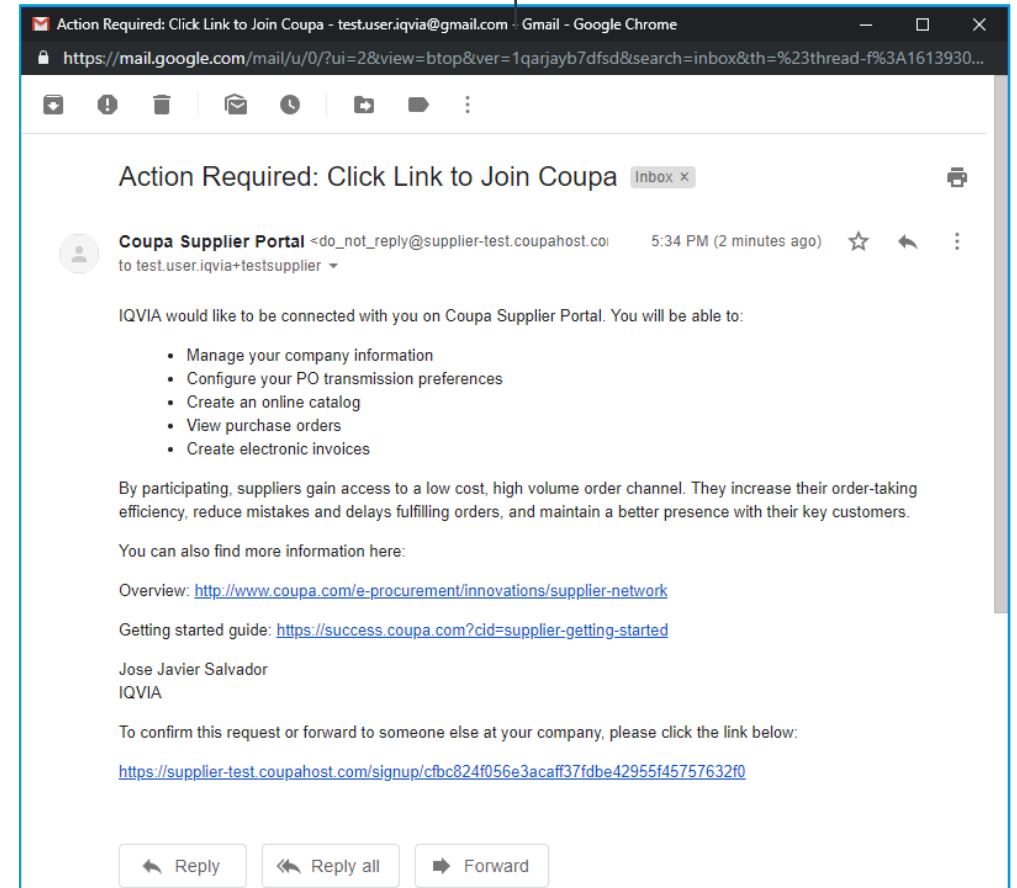 Action Required: Click Link to Join Coupa - test.user.iqvia@gmail.com - Gmail - Google Chrome
https://mail.google.com/mail/u/0/?ui=2&view=btop&ver=1qarjayb7dfsd&search=inbox&th=%23thread-f%3A1613930...
Action Required: Click Link to Join Coupa Inbox ×
Coupa Supplier Portal <do_not_reply@supplier-test.coupahost.com 5:34 PM (2 minutes ago)
to test.user.iqvia+testsupplier
IQVIA would like to be connected with you on Coupa Supplier Portal. You will be able to:
• Manage your company information
• Configure your PO transmission preferences
• Create an online catalog
• View purchase orders
• Create electronic invoices
By participating, suppliers gain access to a low cost, high volume order channel. They increase their order-taking
efficiency, reduce mistakes and delays fulfilling orders, and maintain a better presence with their key customers.
You can also find more information here:
Overview: http://www.coupa.com/e-procurement/innovations/supplier-network
Getting started guide: https://success.coupa.com?cid=supplier-getting-started
Jose Javier Salvador
IQVIA
To confirm this request or forward to someone else at your company, please click the link below:
https://supplier-test.coupahost.com/signup/cfbc824f056e3acaff37fdbe42955f45757632f0
Reply
Reply all
Forward